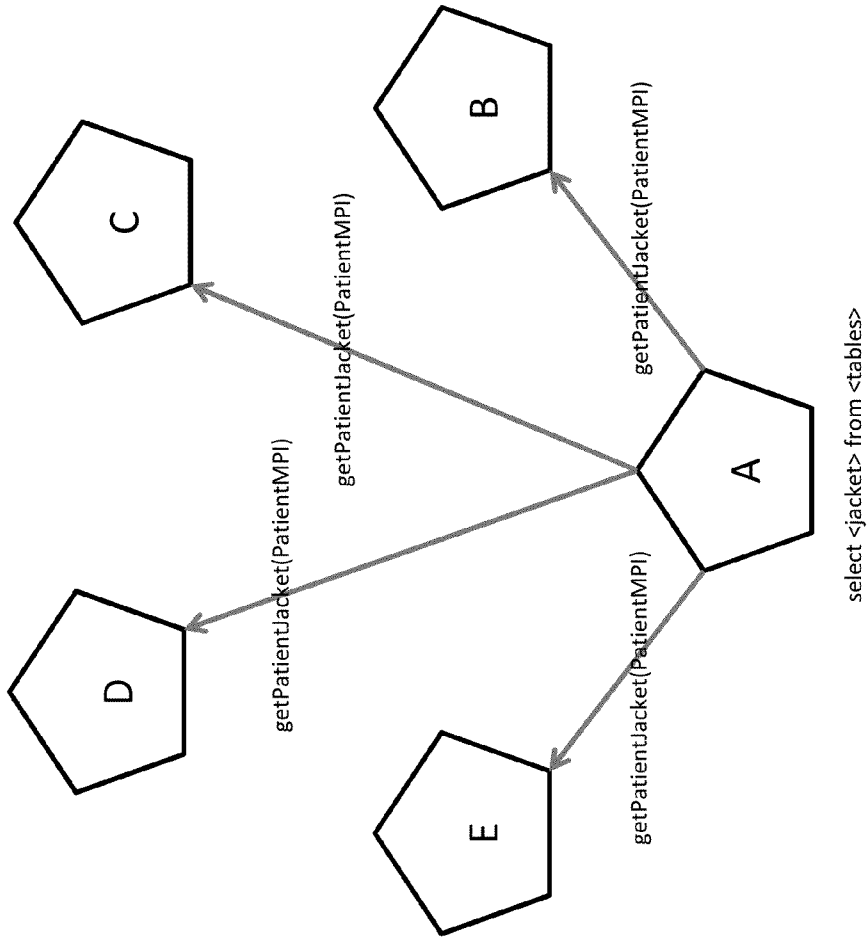 D
C
getPatientJacket(PatientMPI)
getPatientJacket(PatientMPI)
E
B
getPatientJacket(PatientMPI)
getPatientJacket(PatientMPI)
A
select <jacket> from <tables>